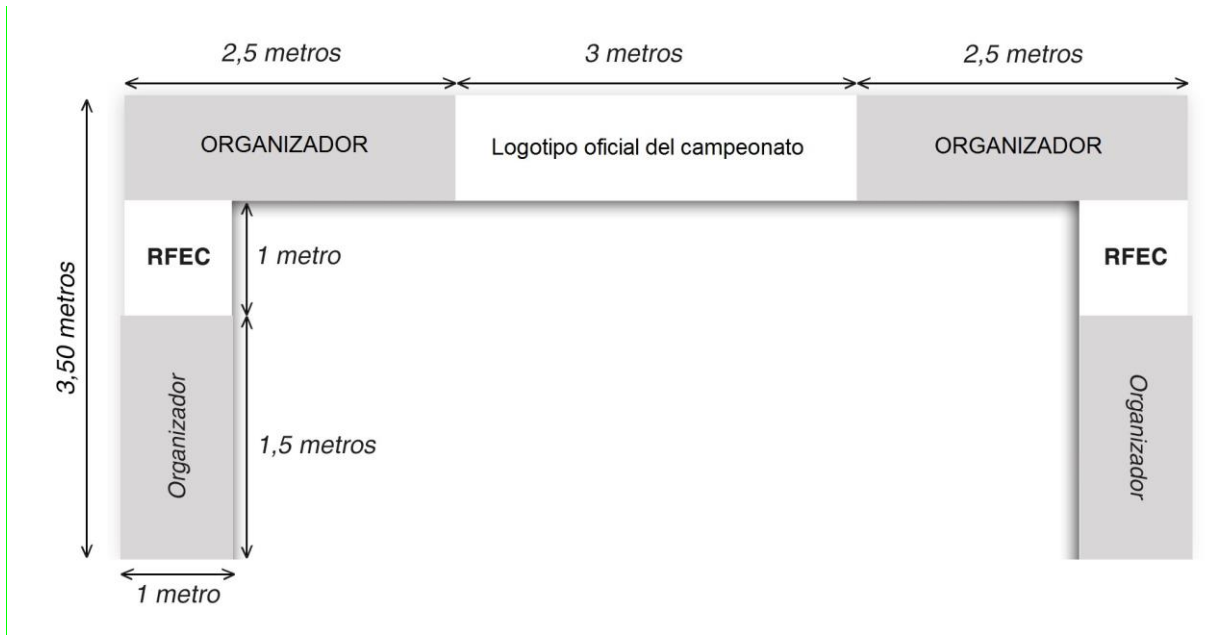 2,5 metros
3 metros
2,5 metros
ORGANIZADOR
Logotipo oficial del campeonato
ORGANIZADOR
RFEC
1 metro
RFEC
3,50 metros
Organizador
1,5 metros
Organizador
1 metro